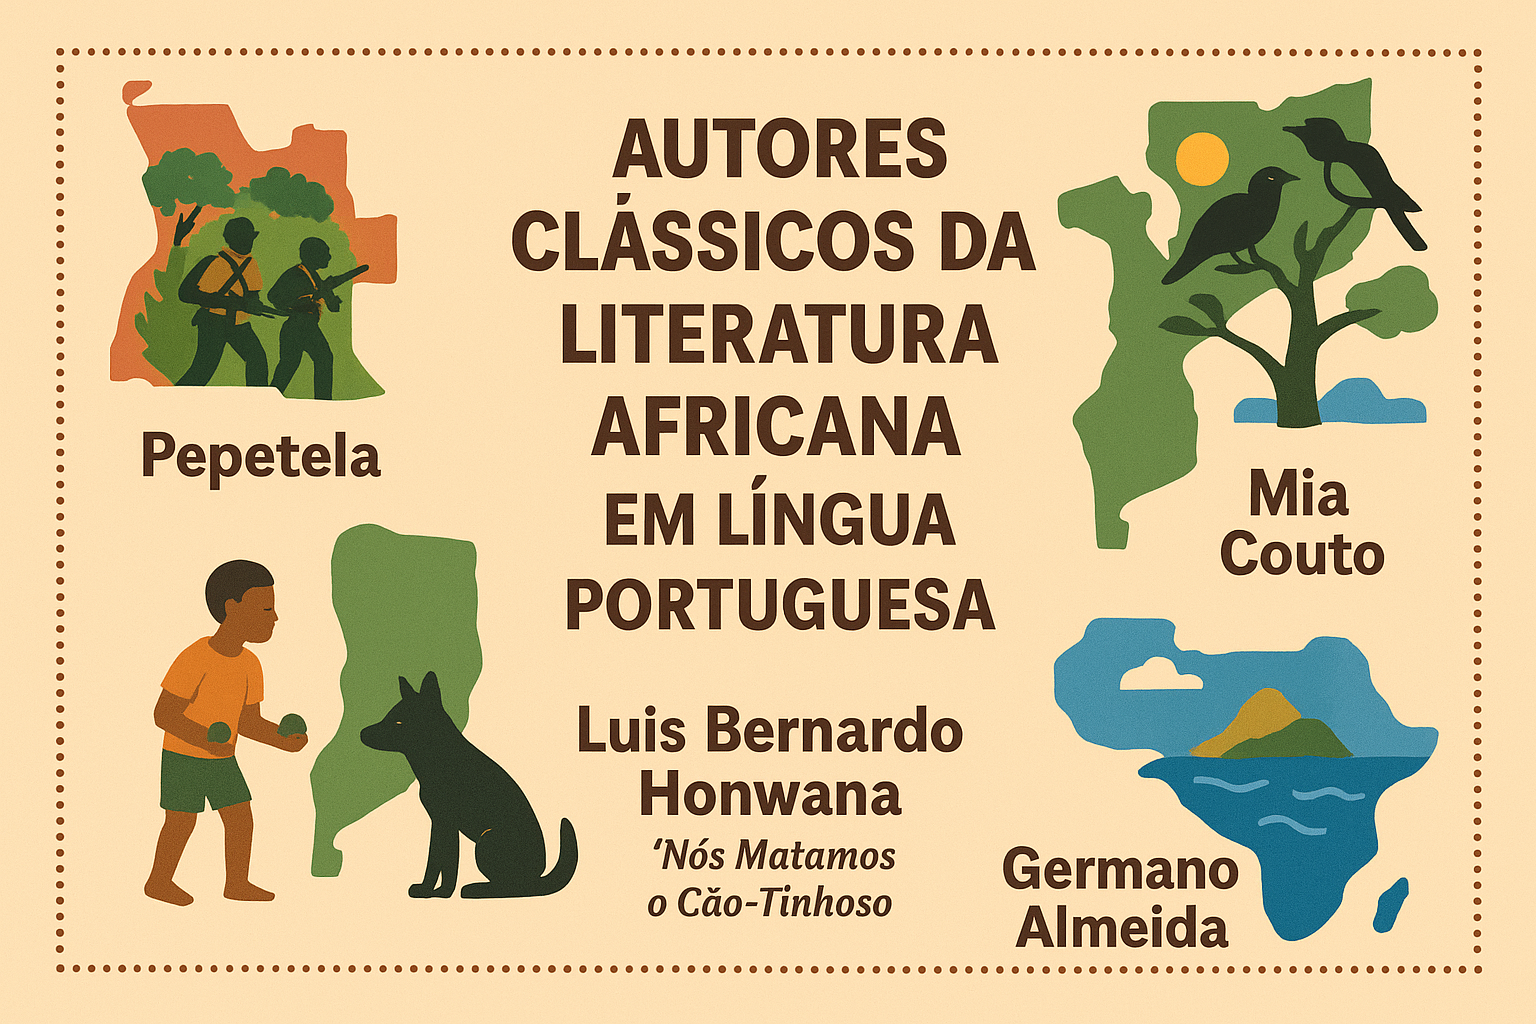 AUTORES
CLÁSSICOS DA
LITERATURA
AFRICANA
EM LÍNGUA
PORTUGUESA
Pepetela
Mia
Couto
Luis Bernardo
Honwana
‘Nós Matamos
o Căo-Tinhoso
Germano
Almeida